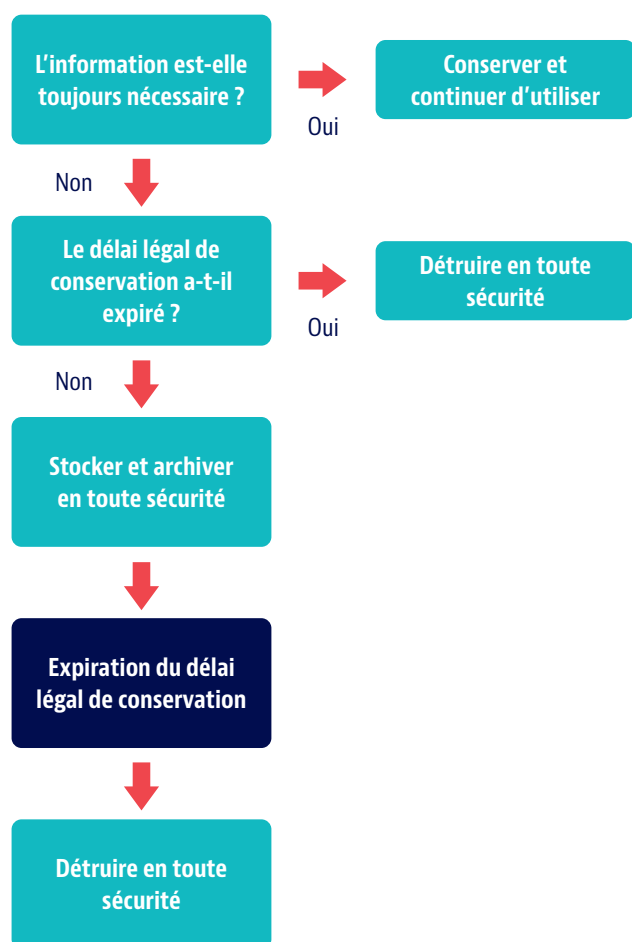 L'information est-elle
toujours nécessaire ?
Conserver et
continuer d'utiliser
Oui
Non
Le délai légal de
conservation a-t-il
expiré ?
Détruire en toute
sécurité
Oui
Non
Stocker et archiver
en toute sécurité
Expiration du délai
légal de conservation
Détruire en toute
sécurité